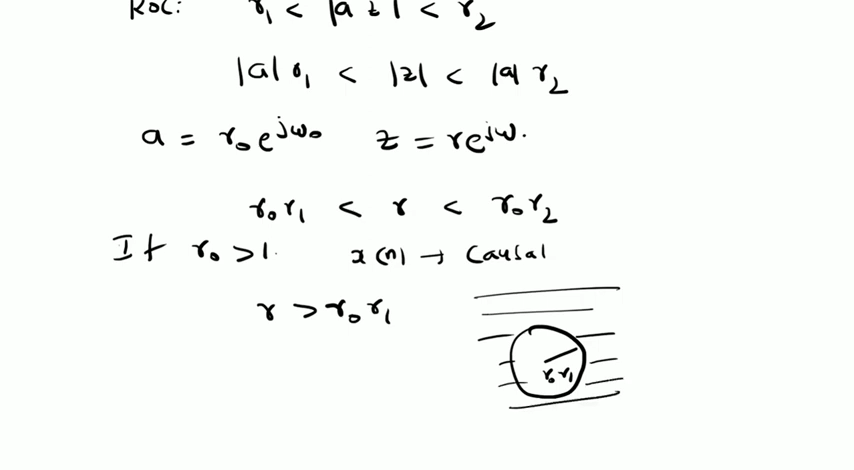 ROC: r₁ < |a z| < r₂
|a| r₁ < |z| < |a| r₂
a = r₀e^{jω₀} z = re^{jω}.
r₀r₁ < r < r₀r₂
If r₀ > 1. x(n) → Causal
r > r₀r₁
r₀r₁